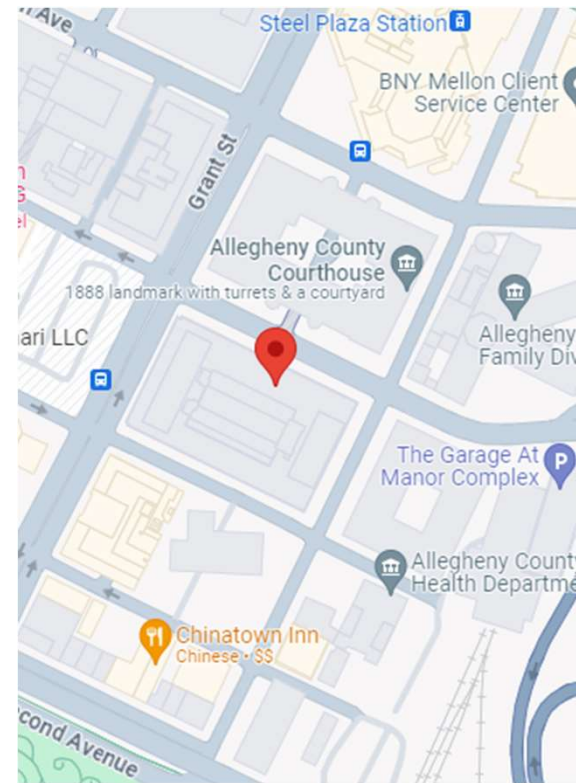 Ave
Steel Plaza Station
BNY Mellon Client
Service Center
Grant St
Allegheny County
Courthouse
1888 landmark with turrets & a courtyard
Allegheny
Family Div
ari LLC
The Garage At
Manor Complex
P
Allegheny County
Health Departme
Chinatown Inn
Chinese • $$
cond Avenue